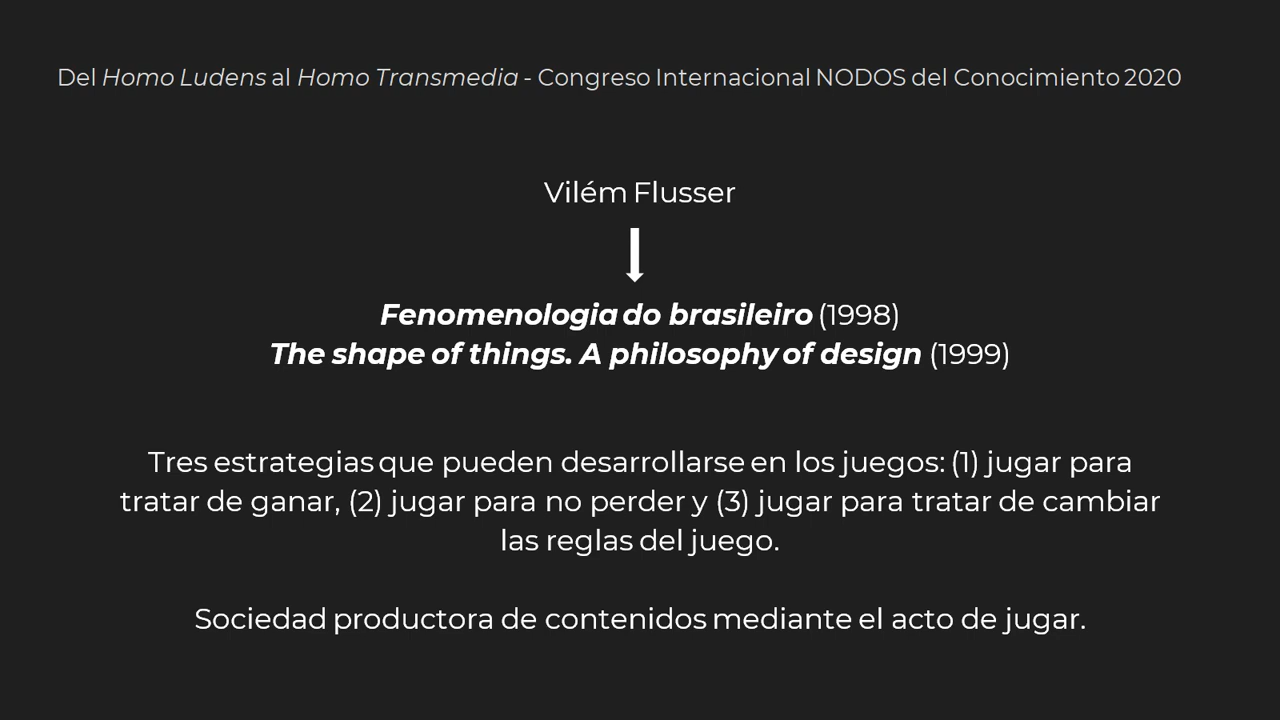 Del Homo Ludens al Homo Transmedia - Congreso Internacional NODOS del Conocimiento 2020
Vilém Flusser
Fenomenologia do brasileiro (1998)
The shape of things. A philosophy of design (1999)
Tres estrategias que pueden desarrollarse en los juegos: (1) jugar para
tratar de ganar, (2) jugar para no perder y (3) jugar para tratar de cambiar
las reglas del juego.
Sociedad productora de contenidos mediante el acto de jugar.